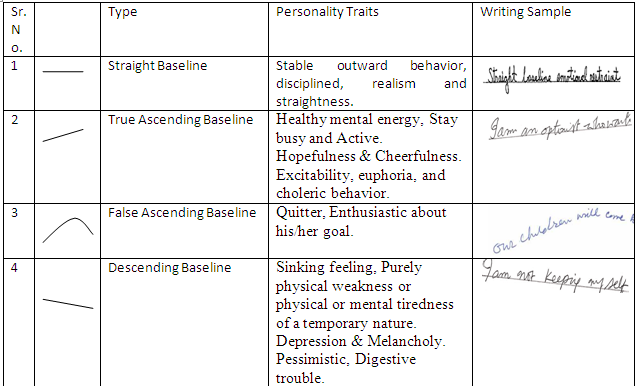 Sr. Type Personality Traits Writing Sample
N
o.
1 Straight Baseline Stable outward behavior, Straight baseline emotional restraint
disciplined, realism and
straightness.
2 True Ascending Baseline Healthy mental energy, Stay I am an optimist who
busy and Active.
Hopefulness & Cheerfulness.
Excitability, euphoria, and
choleric behavior.
3 False Ascending Baseline Quitter, Enthusiastic about our children will come
his/her goal.
4 Descending Baseline Sinking feeling, Purely I am not keeping my self
physical weakness or
physical or mental tiredness
of a temporary nature.
Depression & Melancholy.
Pessimistic, Digestive
trouble.